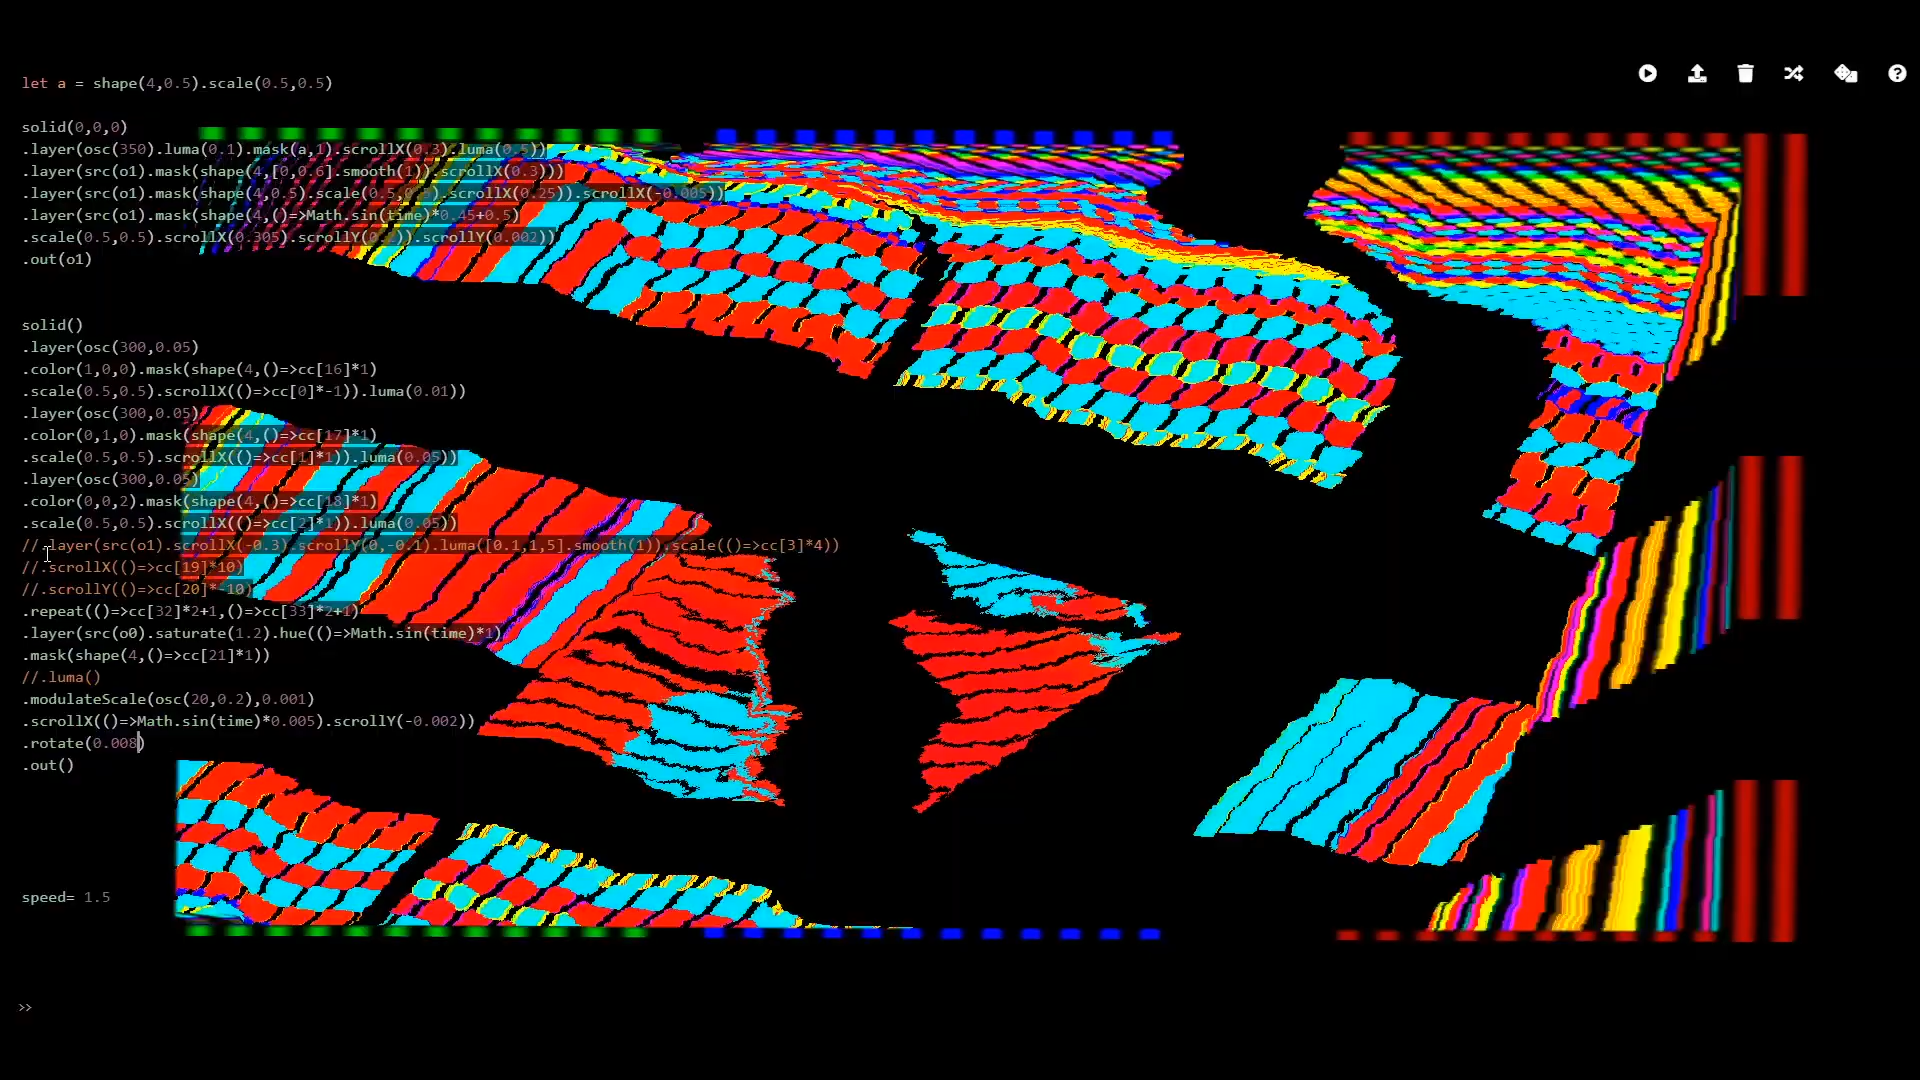 let a = shape(4,0.5).scale(0.5,0.5)
solid(0,0,0)
.layer(osc(350).luma(0.1).mask(a,1).scrollX(0.3).luma(0.5))
.layer(src(o1).mask(shape(4,[0,0.6].smooth(1)).scrollX(0.3)))
.layer(src(o1).mask(shape(4,0.5).scale(0.5,0.5).scrollX(0.25)).scrollX(-0.005))
.layer(src(o1).mask(shape(4,()=>Math.sin(time)*0.45+0.5)
.scale(0.5,0.5).scrollX(0.305).scrollY(0.2)).scrollY(0.002))
.out(o1)
solid()
.layer(osc(300,0.05)
.color(1,0,0).mask(shape(4,()=>cc[16]*1)
.scale(0.5,0.5).scrollX(()=>cc[0]*-1)).luma(0.01))
.layer(osc(300,0.05)
.color(0,1,0).mask(shape(4,()=>cc[17]*1)
.scale(0.5,0.5).scrollX(()=>cc[1]*1)).luma(0.05))
.layer(osc(300,0.05)
.color(0,0,2).mask(shape(4,()=>cc[18]*1)
.scale(0.5,0.5).scrollX(()=>cc[2]*1)).luma(0.05))
//.layer(src(o1).scrollX(-0.3).scrollY(0,-0.1).luma([0.1,1,5].smooth(1)).scale(()=>cc[3]*4))
//.scrollX(()=>cc[19]*10)
//.scrollY(()=>cc[20]*-10)
.repeat(()=>cc[32]*2+1,()=>cc[33]*2+1)
.layer(src(o0).saturate(1.2).hue(()=>Math.sin(time)*1)
.mask(shape(4,()=>cc[21]*1))
//.luma()
.modulateScale(osc(20,0.2),0.001)
.scrollX(()=>Math.sin(time)*0.005).scrollY(-0.002))
.rotate(0.008)
.out()
speed= 1.5
>>